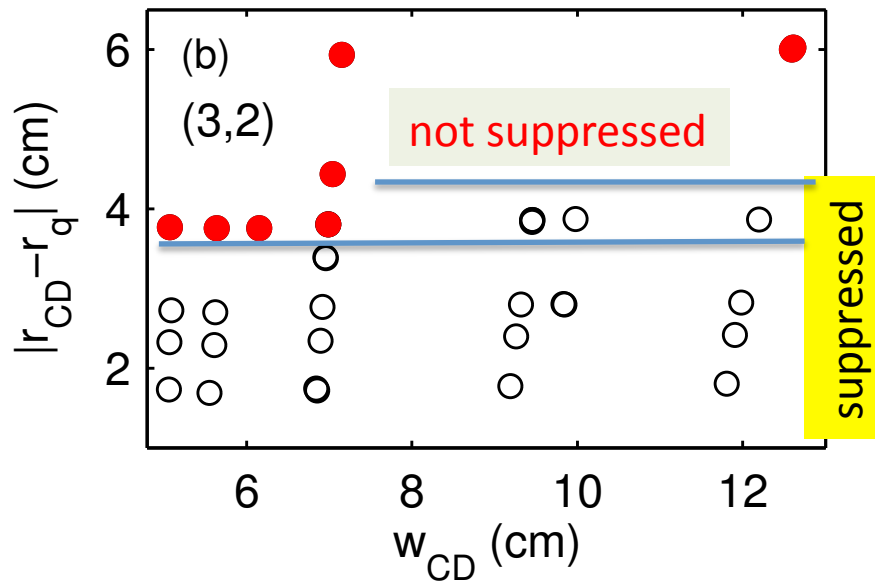 (b)
(3,2)
not suppressed
suppressed
6
4
2
|r_CD−r_q| (cm)
6
8
10
12
w_CD (cm)